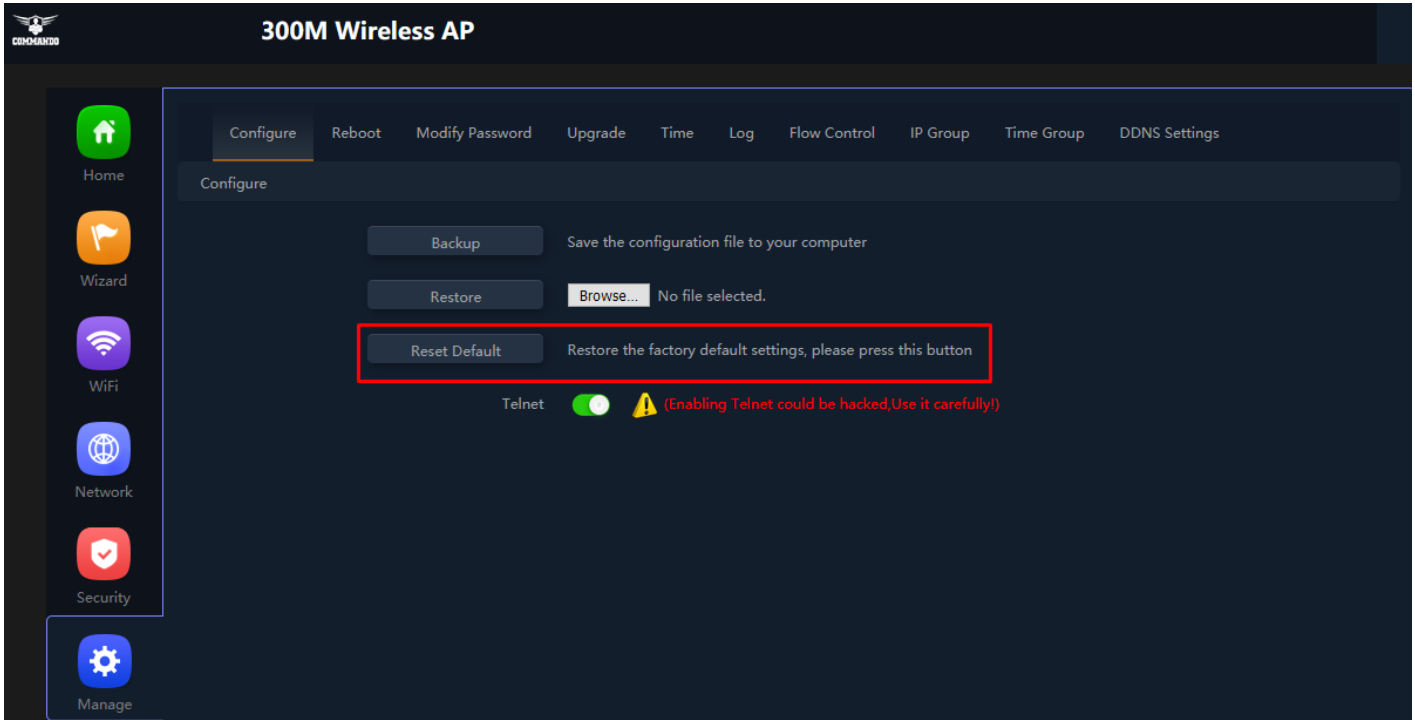 COMMANDO
300M Wireless AP
Configure Reboot Modify Password Upgrade Time Log Flow Control IP Group Time Group DDNS Settings
Configure
Home
Wizard
WiFi
Network
Security
Manage
Backup Save the configuration file to your computer
Restore Browse... No file selected.
Reset Default Restore the factory default settings, please press this button
Telnet (Enabling Telnet could be hacked,Use it carefully!)